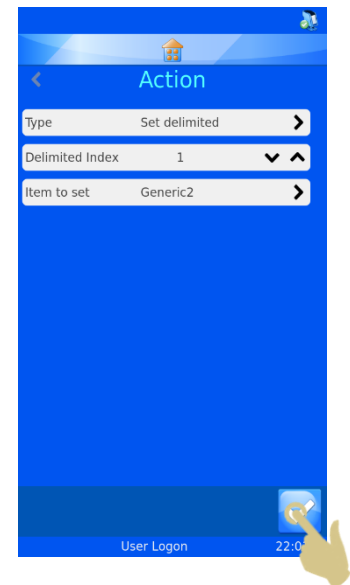 Action
Type Set delimited
Delimited Index 1
Item to set Generic2
User Logon